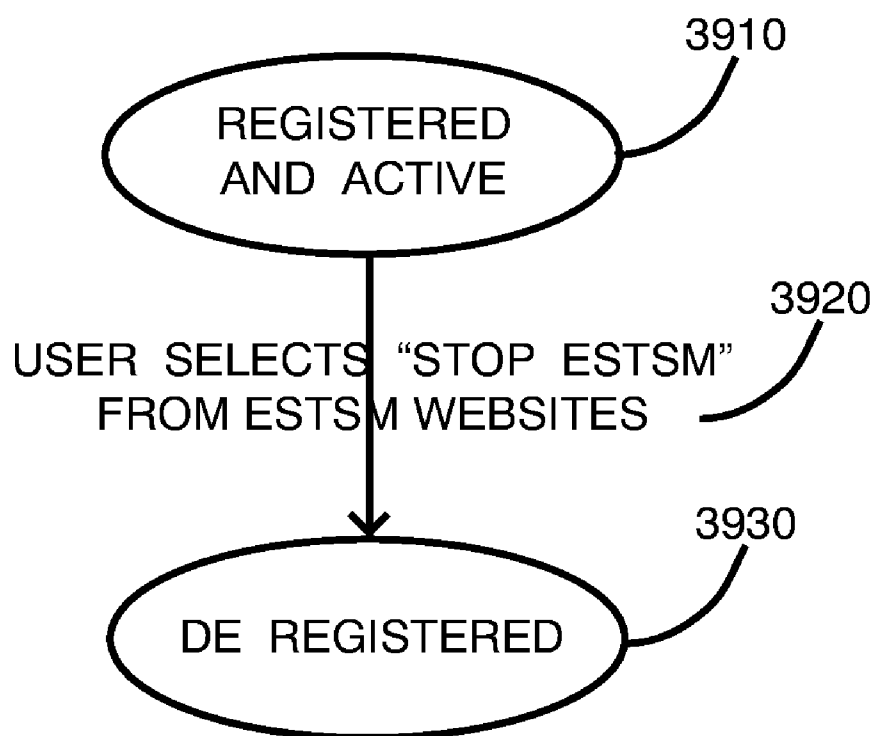 3910
REGISTERED
AND ACTIVE
3920
USER SELECTS “STOP ESTSM”
FROM ESTSM WEBSITES
3930
DE REGISTERED